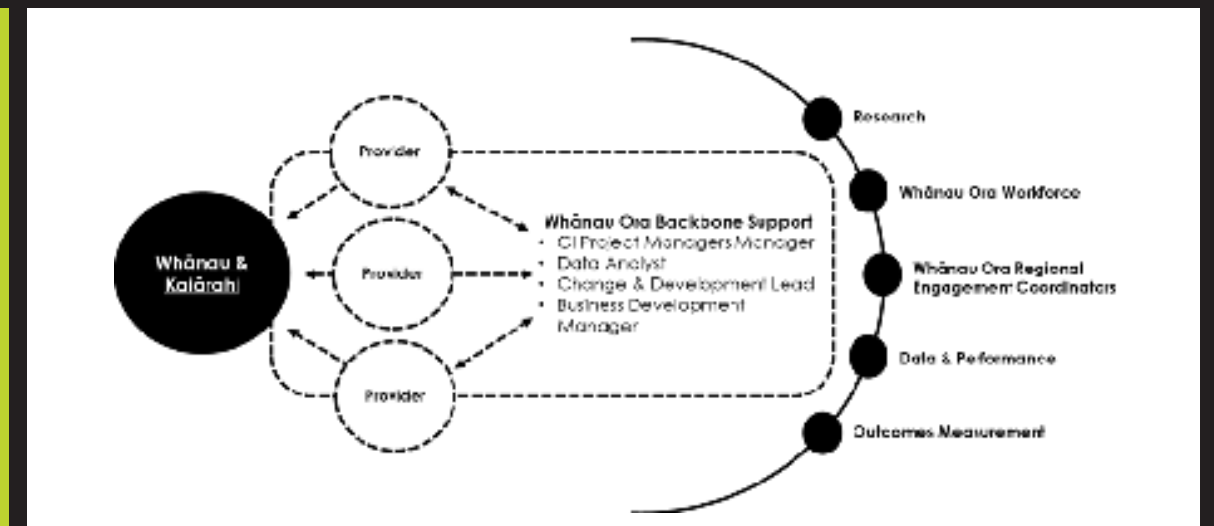 Provider
Whānau &
Kaiārahi
Provider
Provider
Whānau Ora Backbone Support
• CI Project Managers Manager
• Data Analyst
• Change & Development Lead
• Business Development
Manager
Research
Whānau Ora Workforce
Whānau Ora Regional
Engagement Coordinators
Data & Performance
Outcomes Measurement